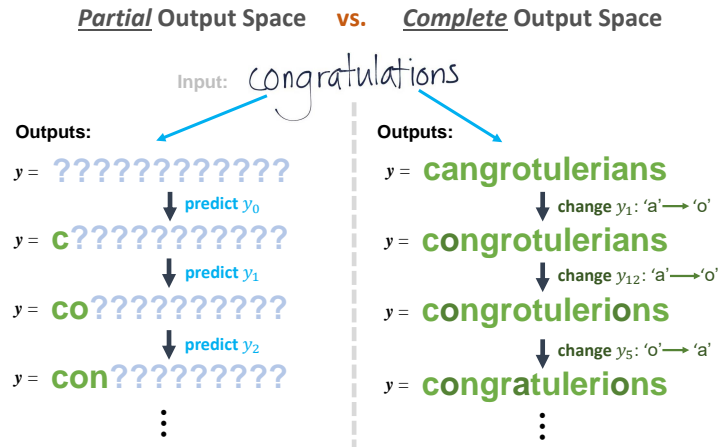 Partial Output Space vs. Complete Output Space
Input: congratulations
Outputs:
y = ????????????
predict y₀
y = c???????????
predict y₁
y = co??????????
predict y₂
y = con?????????
⋮
Outputs:
y = cangrotulerians
change y₁: ‘a’ → ‘o’
y = congrotulerians
change y₁₂: ‘a’ → ‘o’
y = congrotulerions
change y₅: ‘o’ → ‘a’
y = congratulerions
⋮